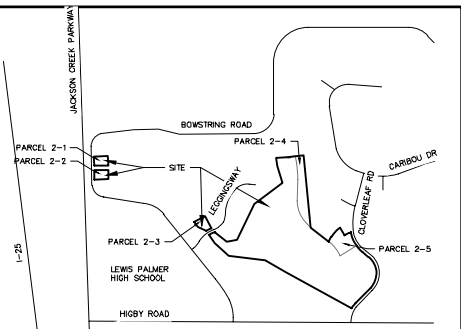 JACKSON CREEK PARKWAY
BOWSTRING ROAD
PARCEL 2-4
PARCEL 2-1
PARCEL 2-2
SITE
LEGGINGSWAY
CLOVERLEAF RD
CARIBOU DR
PARCEL 2-3
PARCEL 2-5
I-25
LEWIS PALMER
HIGH SCHOOL
HIGBY ROAD